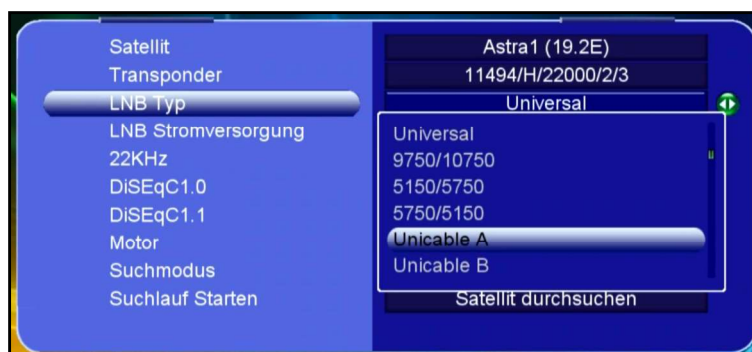 Satellit Astra1 (19.2E)
Transponder 11494/H/22000/2/3
LNB Typ Universal
LNB Stromversorgung Universal
22KHz 9750/10750
DiSEqC1.0 5150/5750
DiSEqC1.1 5750/5150
Motor Unicable A
Suchmodus Unicable B
Suchlauf Starten Satellit durchsuchen